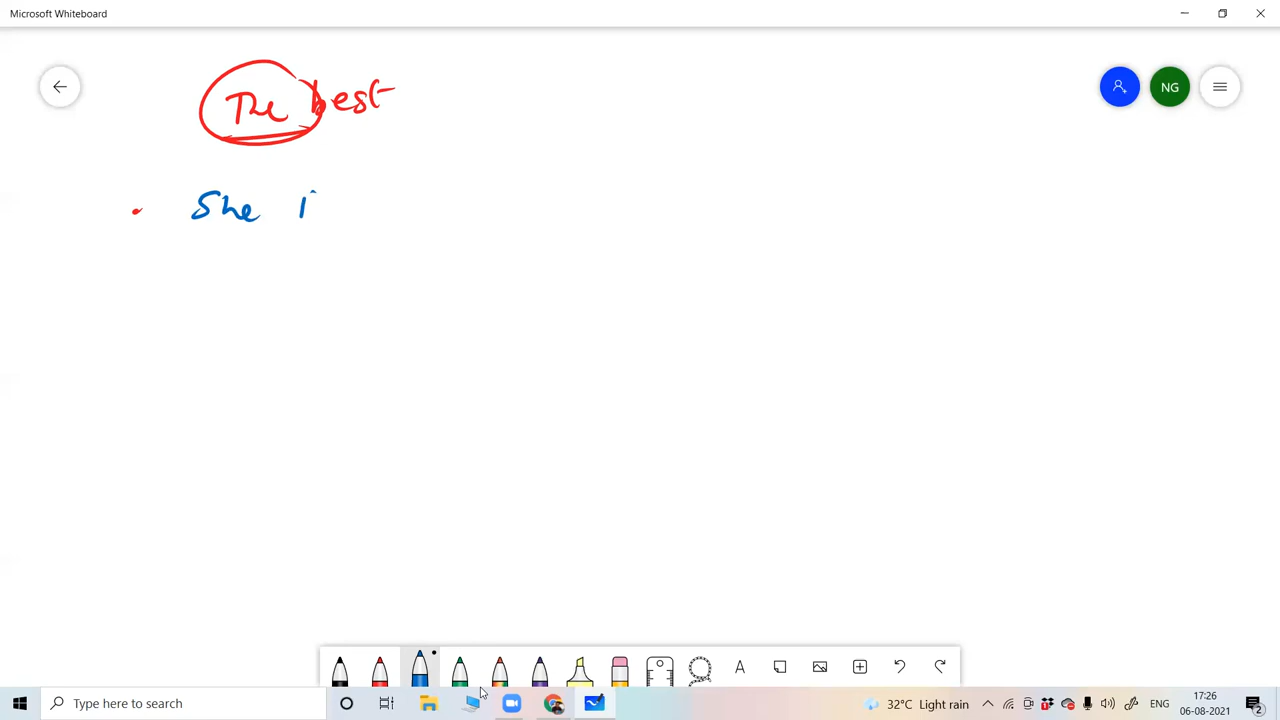 Microsoft Whiteboard
The best
NG
She i
A
Type here to search
32°C Light rain
ENG
17:26
06-08-2021
2